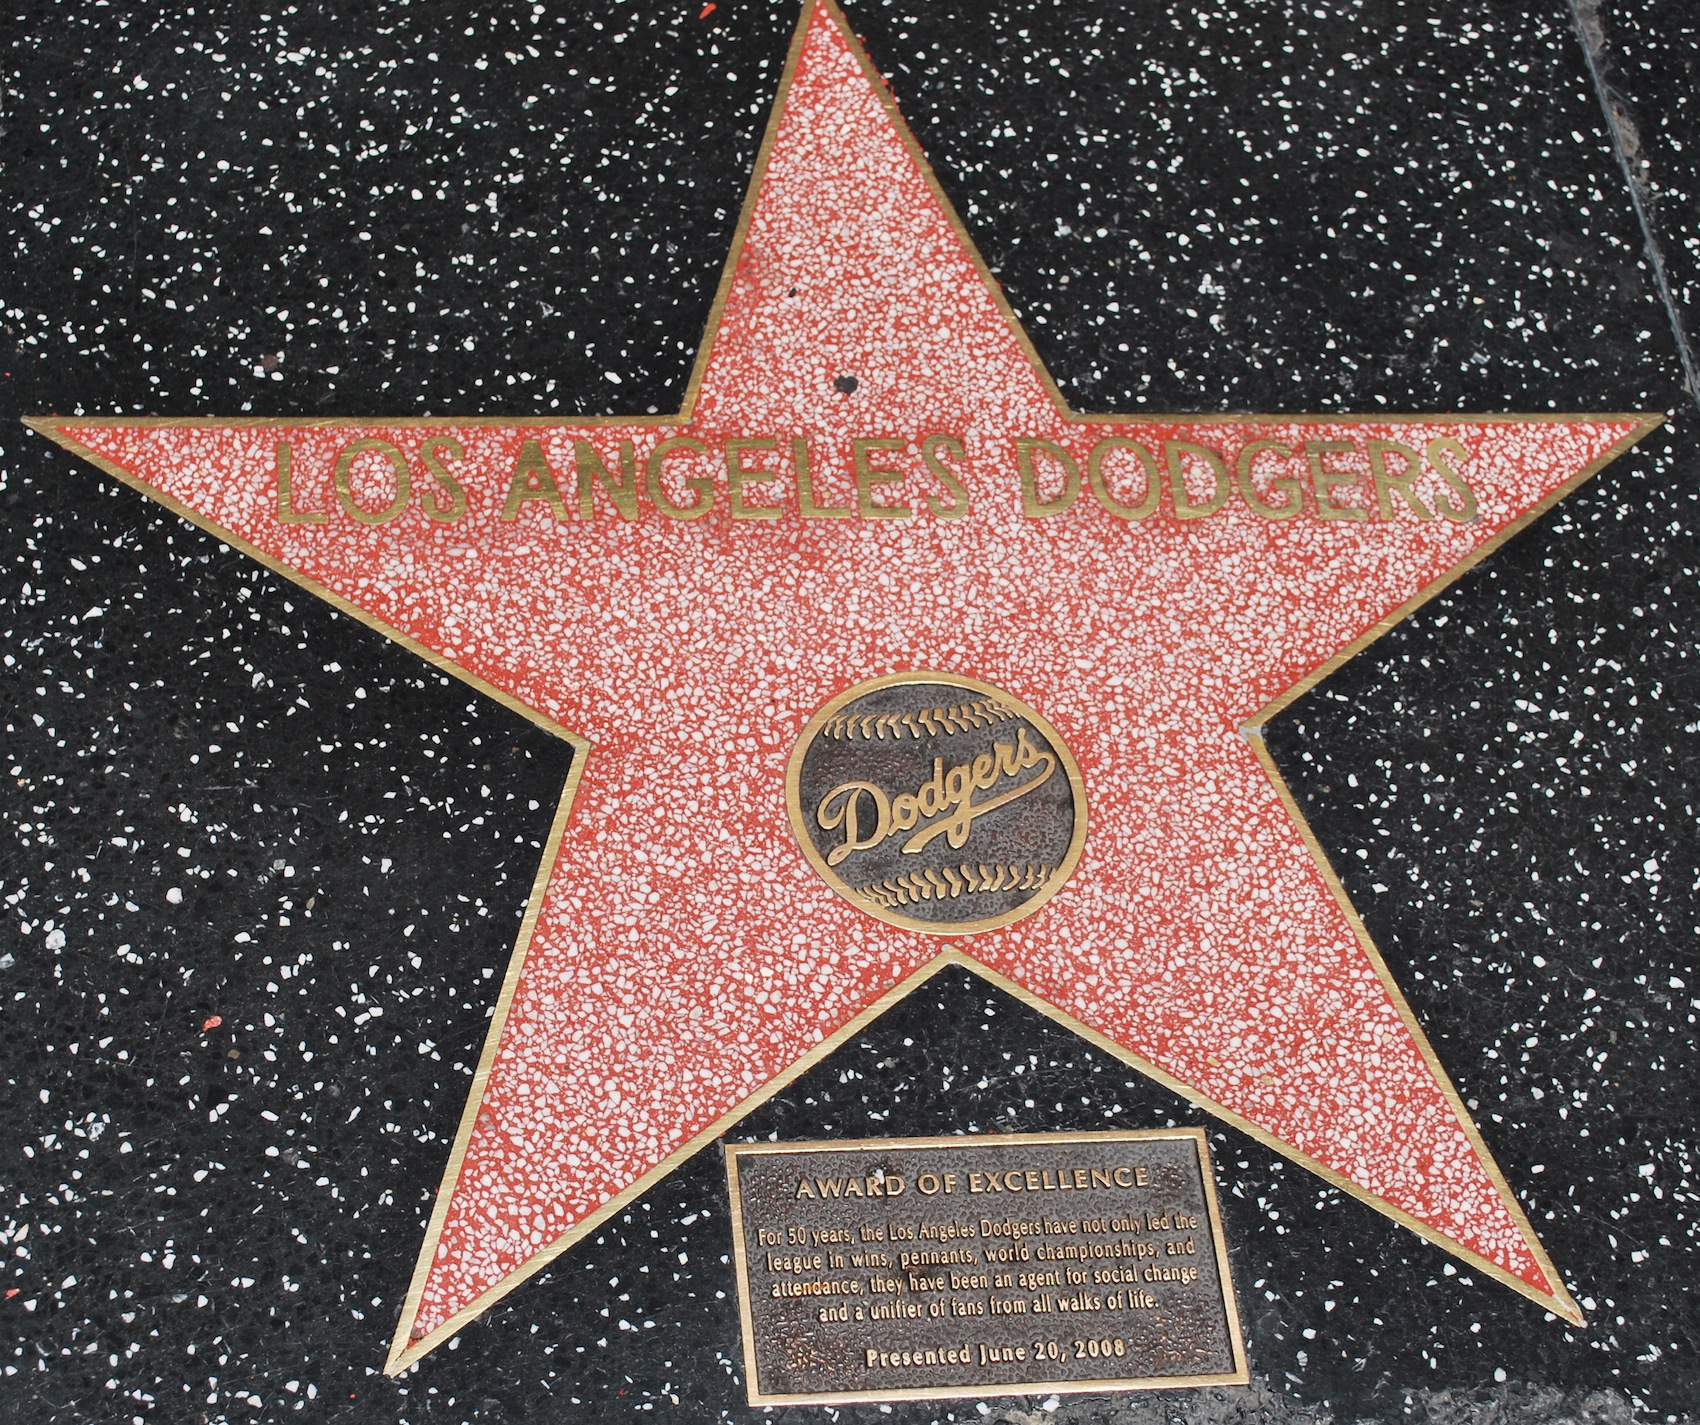 LOS ANGELES DODGERS
Dodgers
AWARD OF EXCELLENCE
For 50 years, the Los Angeles Dodgers have not only led the
league in wins, pennants, world championships, and
attendance, they have been an agent for social change
and a unifier of fans from all walks of life.
Presented June 20, 2008